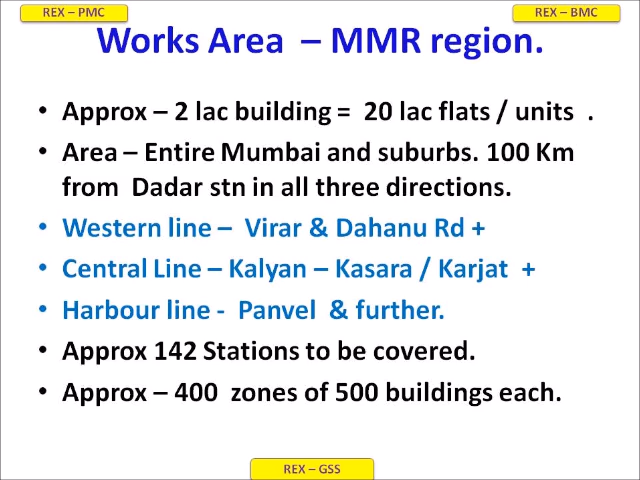 REX – PMC
REX – BMC
Works Area – MMR region.
• Approx – 2 lac building = 20 lac flats / units .
• Area – Entire Mumbai and suburbs. 100 Km
from Dadar stn in all three directions.
• Western line – Virar & Dahanu Rd +
• Central Line – Kalyan – Kasara / Karjat +
• Harbour line - Panvel & further.
• Approx 142 Stations to be covered.
• Approx – 400 zones of 500 buildings each.
REX – GSS